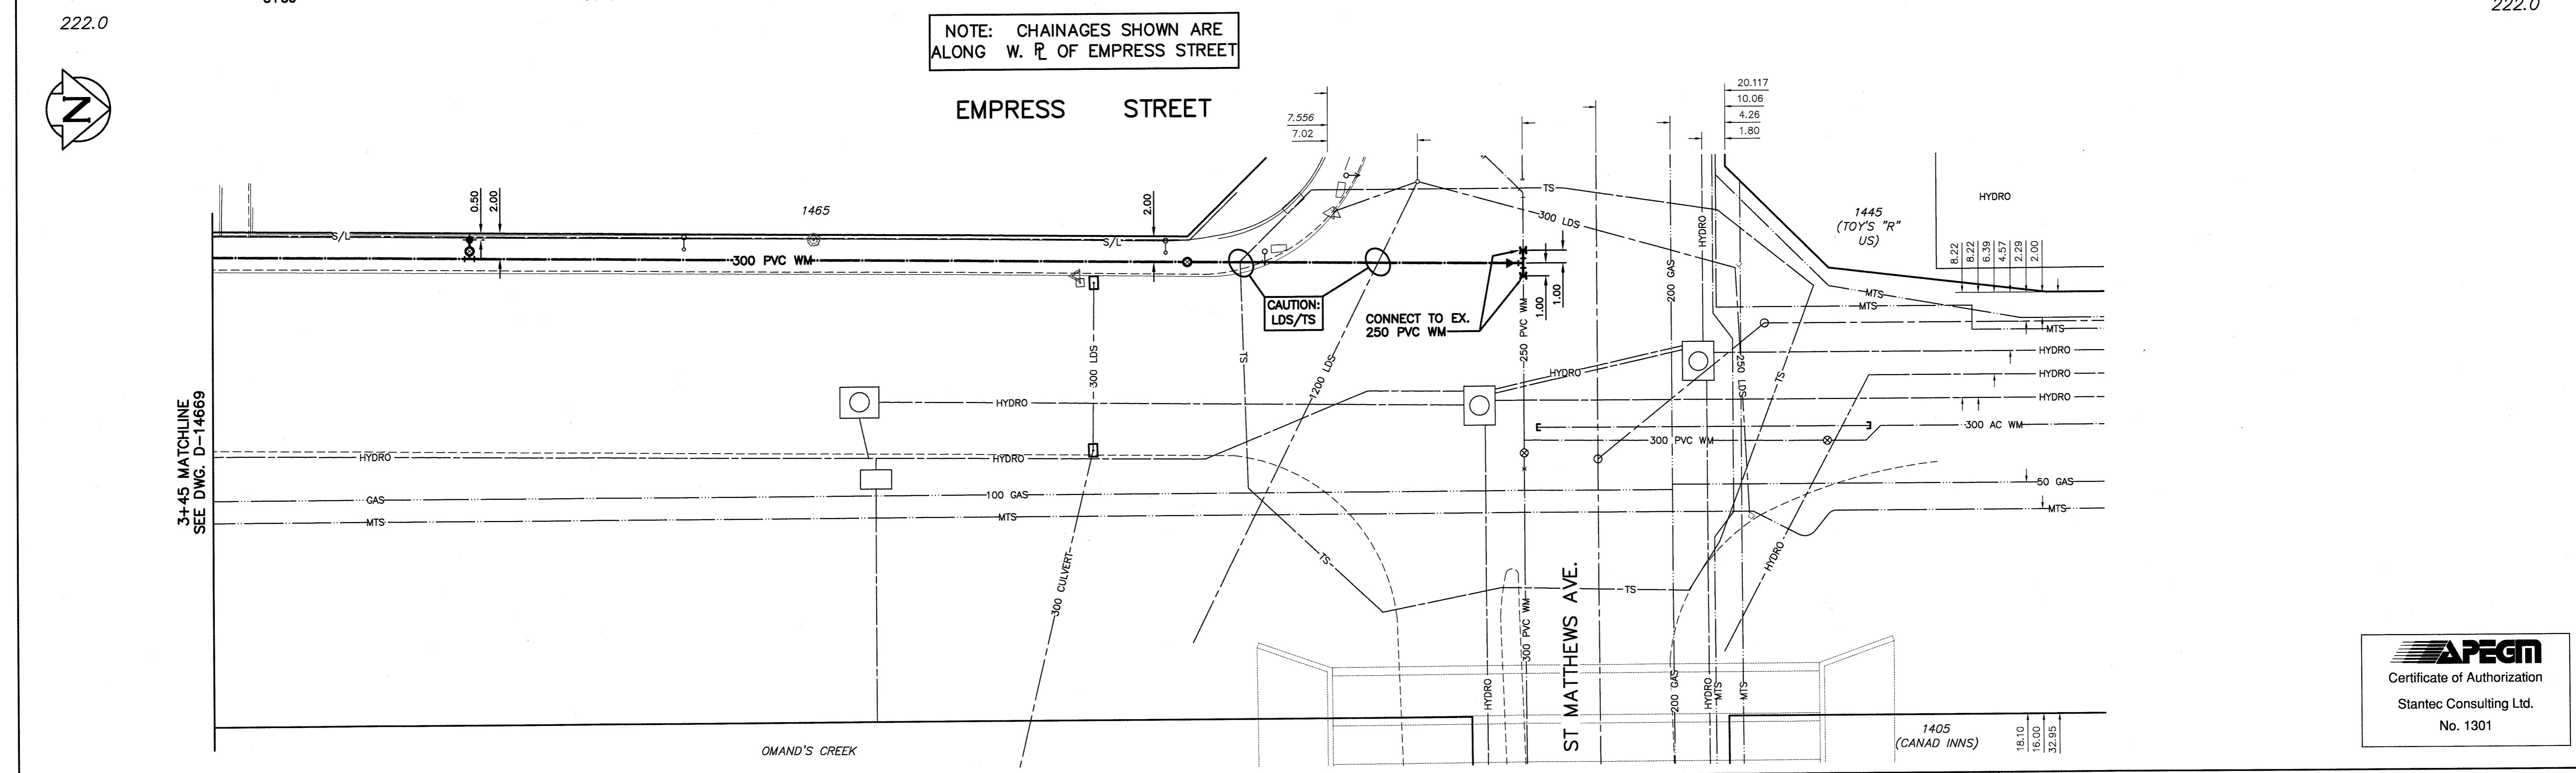 222.0
222.0
NOTE: CHAINAGES SHOWN ARE
ALONG W. PL OF EMPRESS STREET
N
EMPRESS STREET
7.556
7.02
20.117
10.06
4.26
1.80
0.50
2.00
1465
2.00
S/L
S/L
300 PVC WM
TS
300 LDS
HYDRO
1445
(TOY'S "R"
US)
HYDRO
8.22
8.22
6.39
4.57
2.29
2.00
CAUTION:
LDS/TS
CONNECT TO EX.
250 PVC WM
1.00
1.00
250 PVC WM
200 GAS
MTS
MTS
MTS
300 LDS
TS
1200 LDS
HYDRO
250 LDS
TS
HYDRO
HYDRO
HYDRO
HYDRO
3+45 MATCHLINE
SEE DWG. D-14669
300 PVC WM
300 AC WM
HYDRO
HYDRO
GAS
100 GAS
50 GAS
MTS
MTS
MTS
300 CULVERT
TS
TS
HYDRO
300 PVC WM
ST MATTHEWS AVE.
HYDRO
200 GAS
HYDRO
MTS
MTS
OMAND'S CREEK
1405
(CANAD INNS)
18.10
16.00
32.95
APEGM
Certificate of Authorization
Stantec Consulting Ltd.
No. 1301